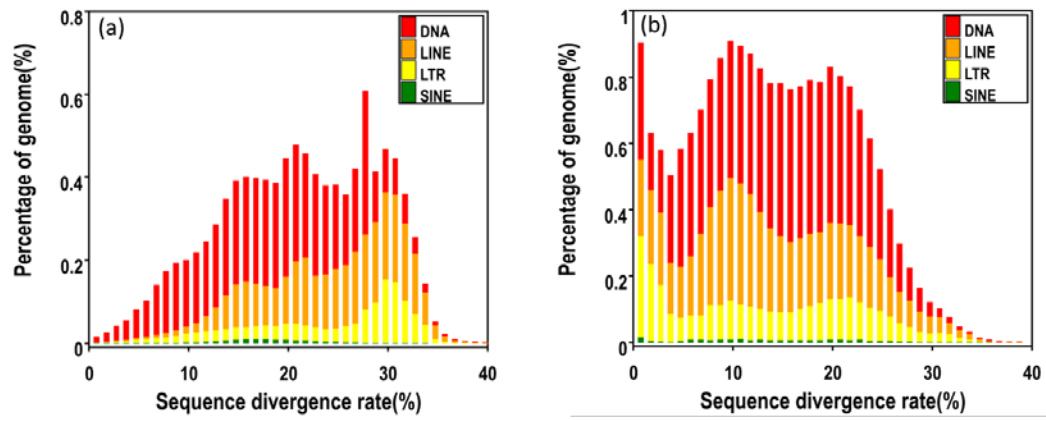 (a)
DNA
LINE
LTR
SINE
Percentage of genome(%)
0.8
0.6
0.4
0.2
0
0 10 20 30 40
Sequence divergence rate(%)
(b)
DNA
LINE
LTR
SINE
Percentage of genome(%)
1
0.8
0.6
0.4
0.2
0
0 10 20 30 40
Sequence divergence rate(%)